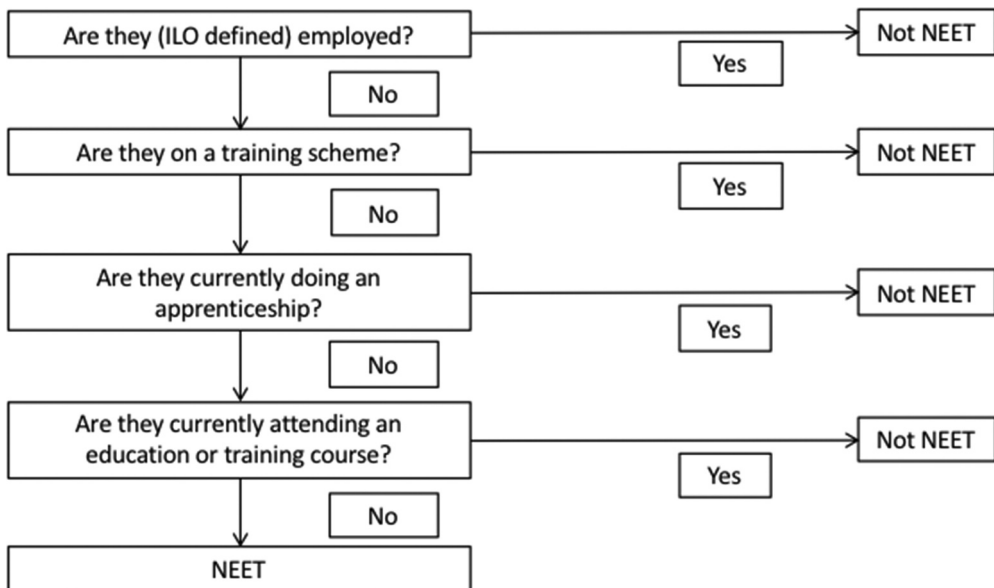 Are they (ILO defined) employed?
Not NEET
Yes
No
Are they on a training scheme?
Not NEET
Yes
No
Are they currently doing an
apprenticeship?
Not NEET
Yes
No
Are they currently attending an
education or training course?
Not NEET
Yes
No
NEET